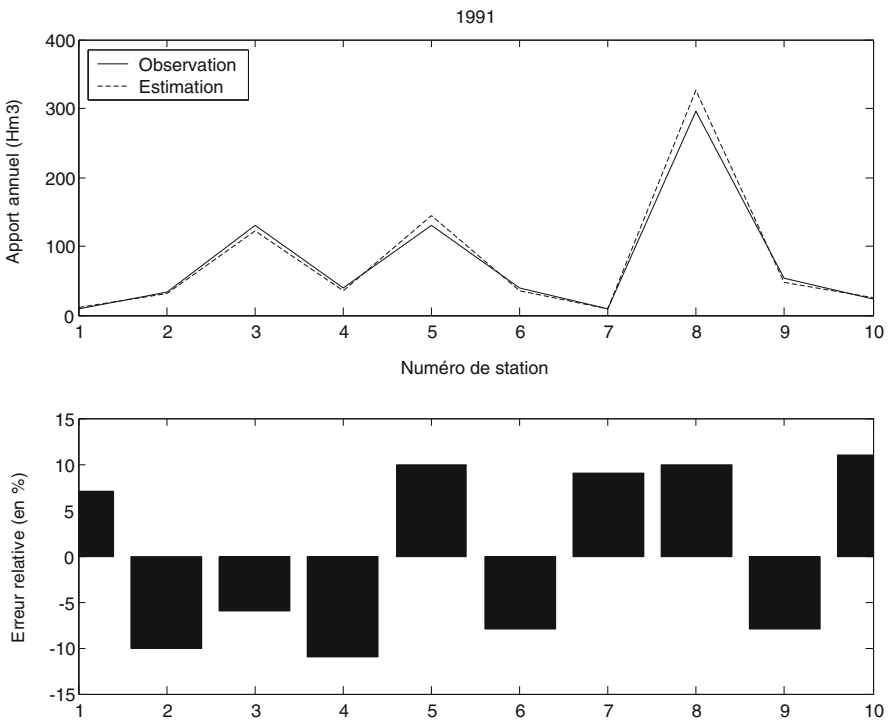 1991
Apport annuel (Hm3)
400
300
200
100
0
Observation
Estimation
1 2 3 4 5 6 7 8 9 10
Numéro de station
Erreur relative (en %)
15
10
5
0
-5
-10
-15
1 2 3 4 5 6 7 8 9 10